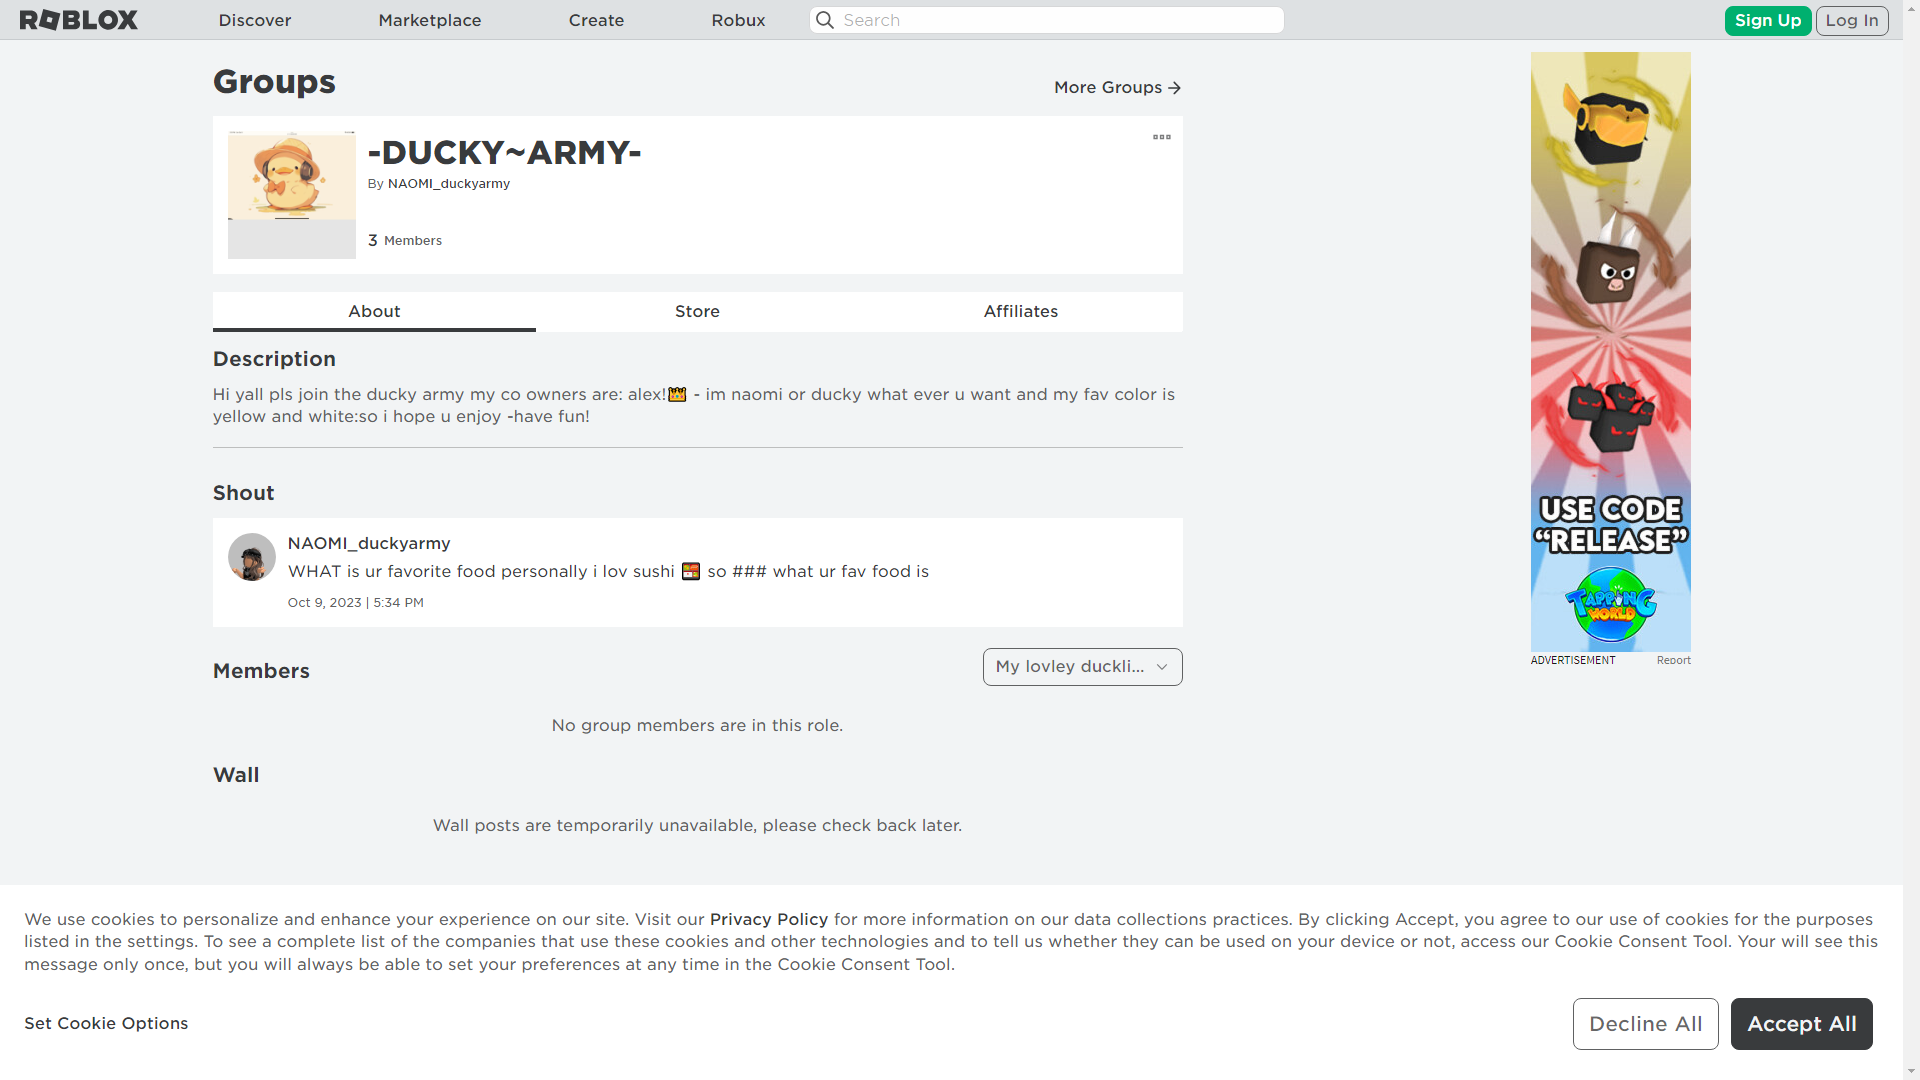 ROBLOX
Discover
Marketplace
Create
Robux
Search
Sign Up
Log In
Groups
More Groups
-DUCKY~ARMY-
By NAOMI_duckyarmy
3 Members
About
Store
Affiliates
Description
Hi yall pls join the ducky army my co owners are: alex!👑 - im naomi or ducky what ever u want and my fav color is
yellow and white:so i hope u enjoy -have fun!
Shout
NAOMI_duckyarmy
WHAT is ur favorite food personally i lov sushi 🍱 so ### what ur fav food is
Oct 9, 2023 | 5:34 PM
Members
My lovley duckli...
No group members are in this role.
Wall
Wall posts are temporarily unavailable, please check back later.
USE CODE
“RELEASE”
TAPPING
WORLD
ADVERTISEMENT
Report
We use cookies to personalize and enhance your experience on our site. Visit our Privacy Policy for more information on our data collections practices. By clicking Accept, you agree to our use of cookies for the purposes
listed in the settings. To see a complete list of the companies that use these cookies and other technologies and to tell us whether they can be used on your device or not, access our Cookie Consent Tool. Your will see this
message only once, but you will always be able to set your preferences at any time in the Cookie Consent Tool.
Set Cookie Options
Decline All
Accept All